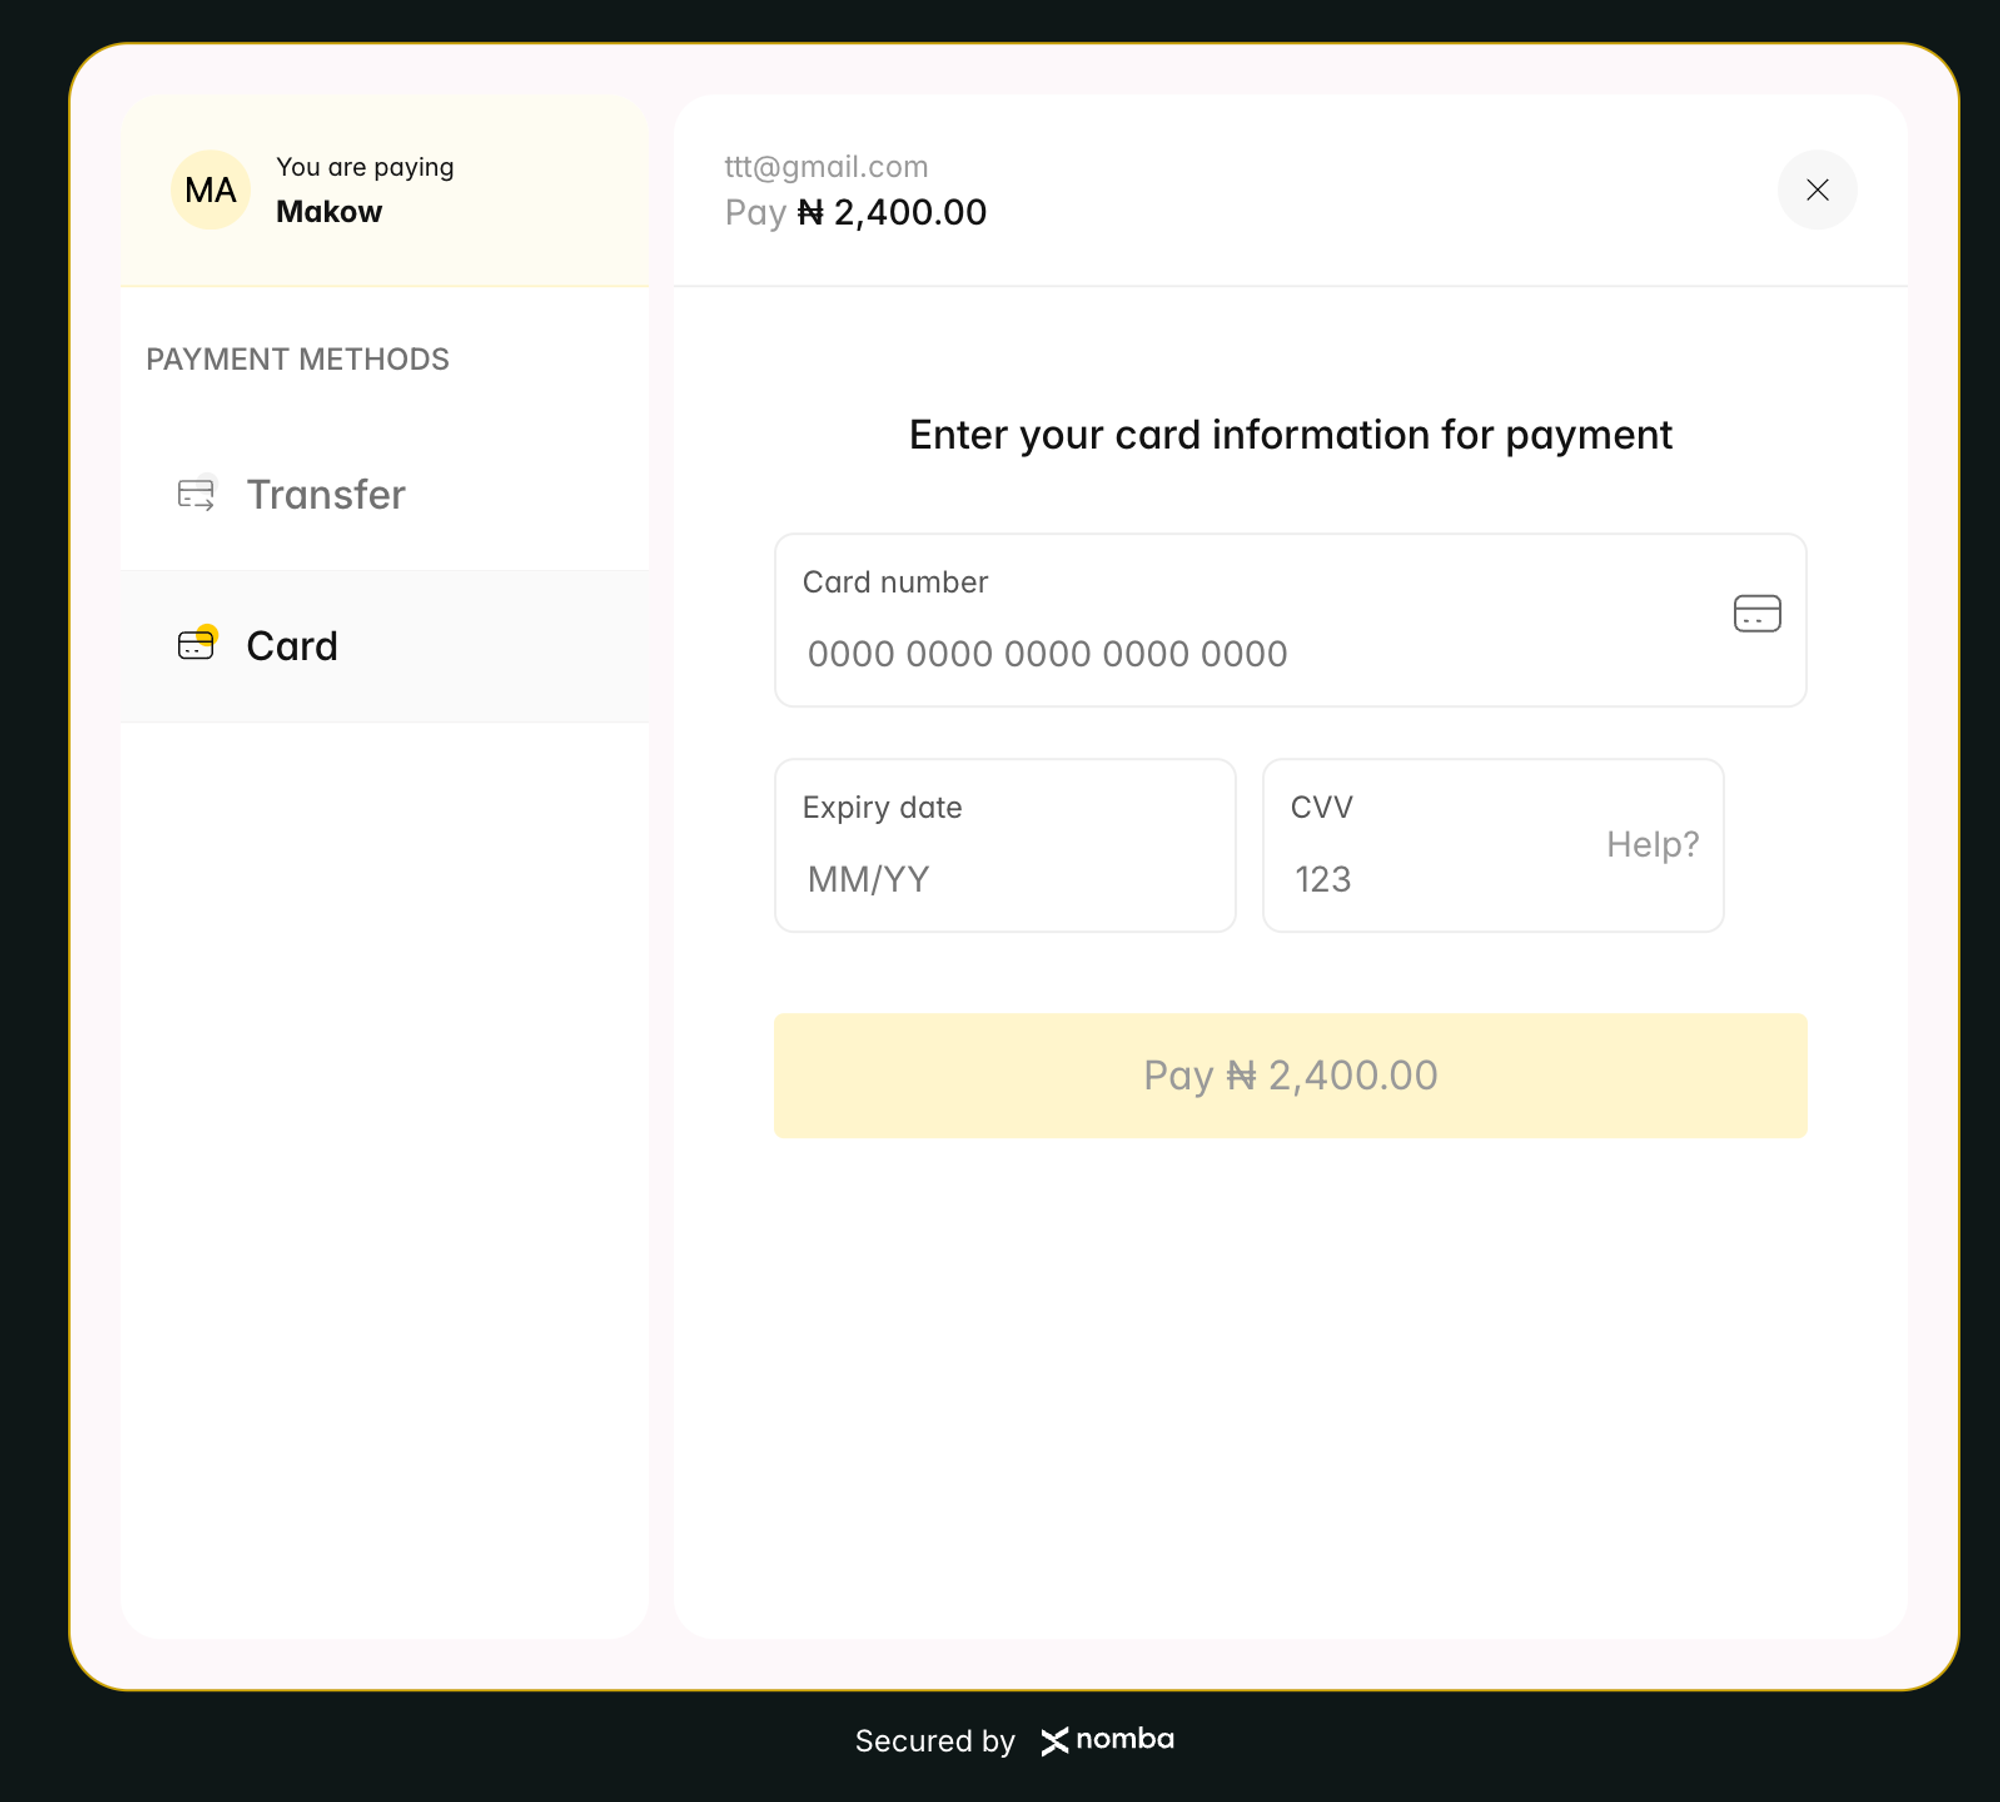 MA
You are paying
Makow
PAYMENT METHODS
Transfer
Card
ttt@gmail.com
Pay ₦ 2,400.00
Enter your card information for payment
Card number
0000 0000 0000 0000 0000
Expiry date
MM/YY
CVV
123
Help?
Pay ₦ 2,400.00
Secured by nomba